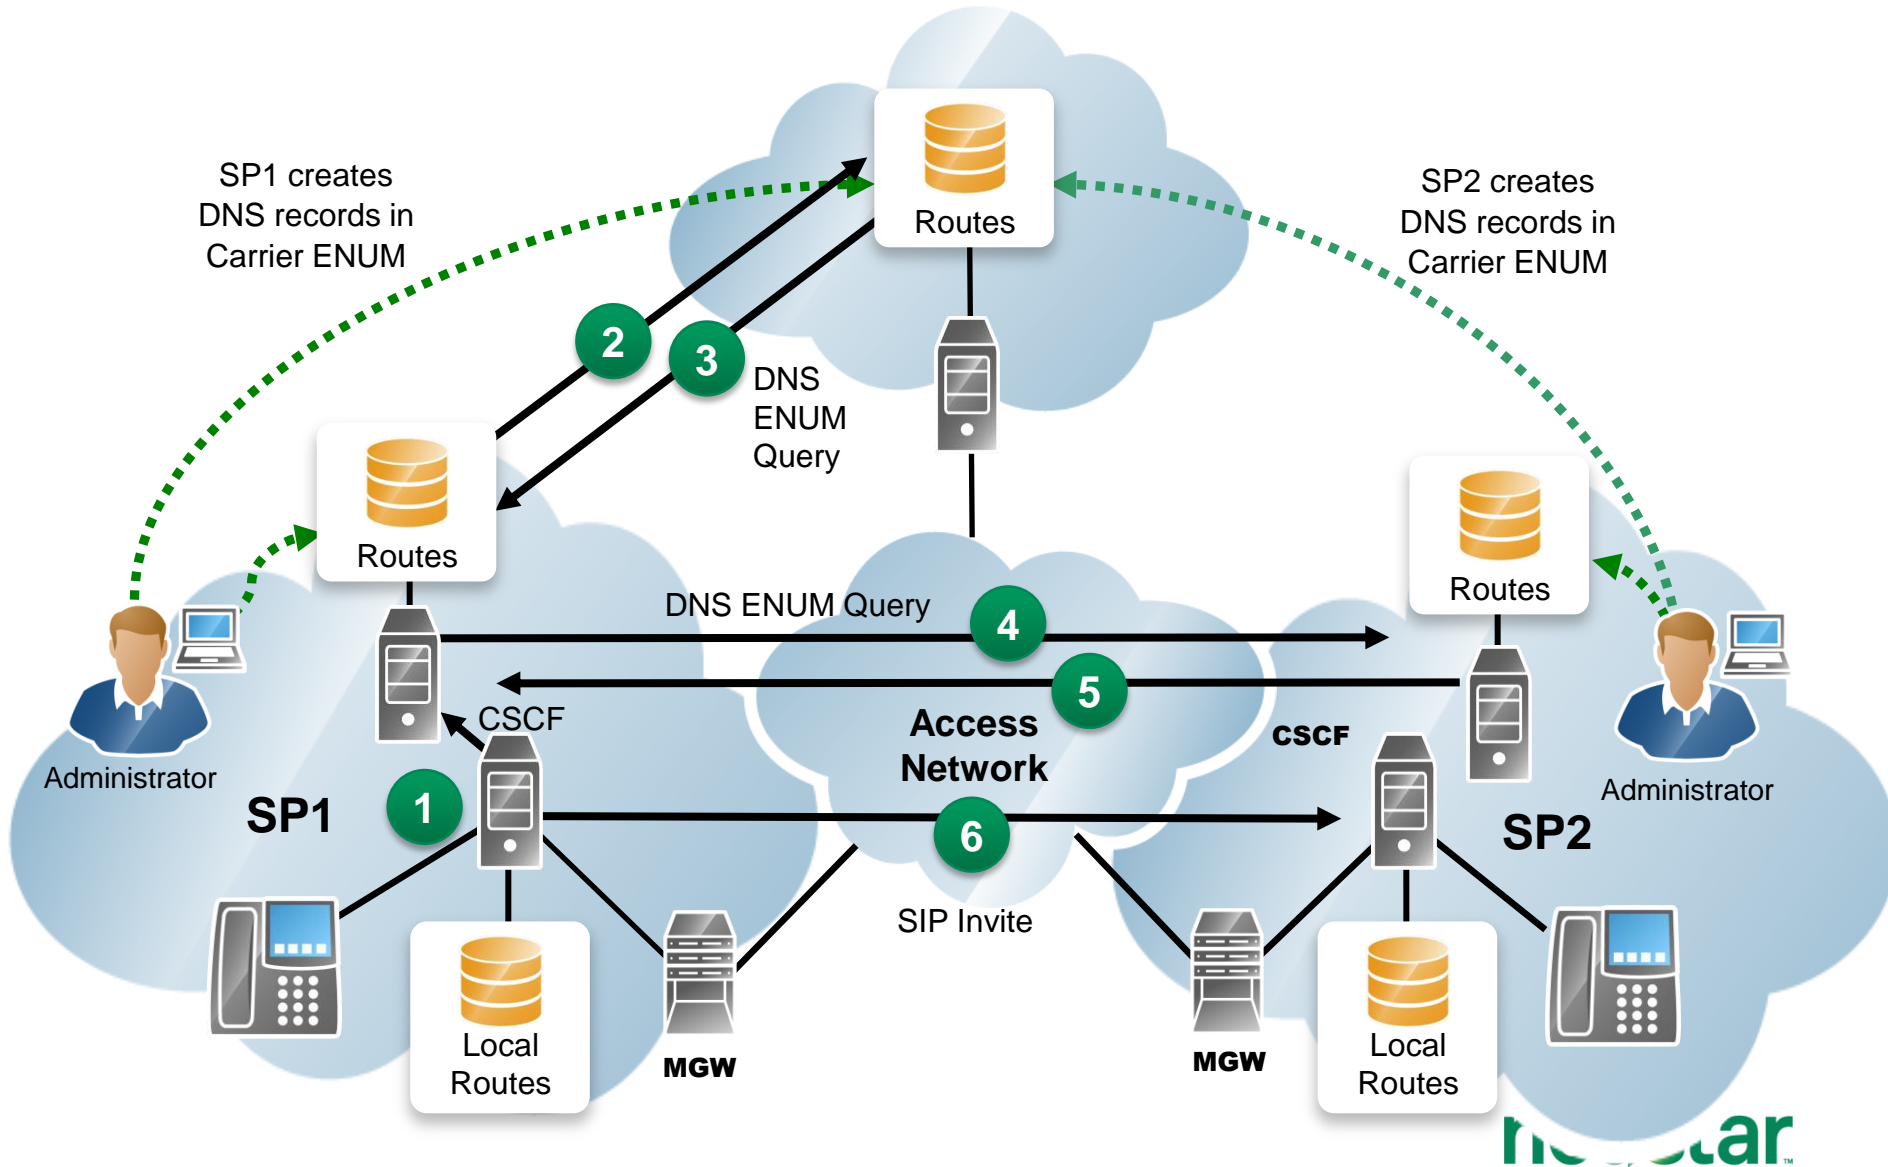 SP1 creates
DNS records in
Carrier ENUM
Routes
SP2 creates
DNS records in
Carrier ENUM
2
3
DNS
ENUM
Query
Routes
Routes
DNS ENUM Query
4
5
CSCF
Access
Network
CSCF
Administrator
Administrator
SP1
1
6
SP2
SIP Invite
Local
Routes
MGW
MGW
Local
Routes